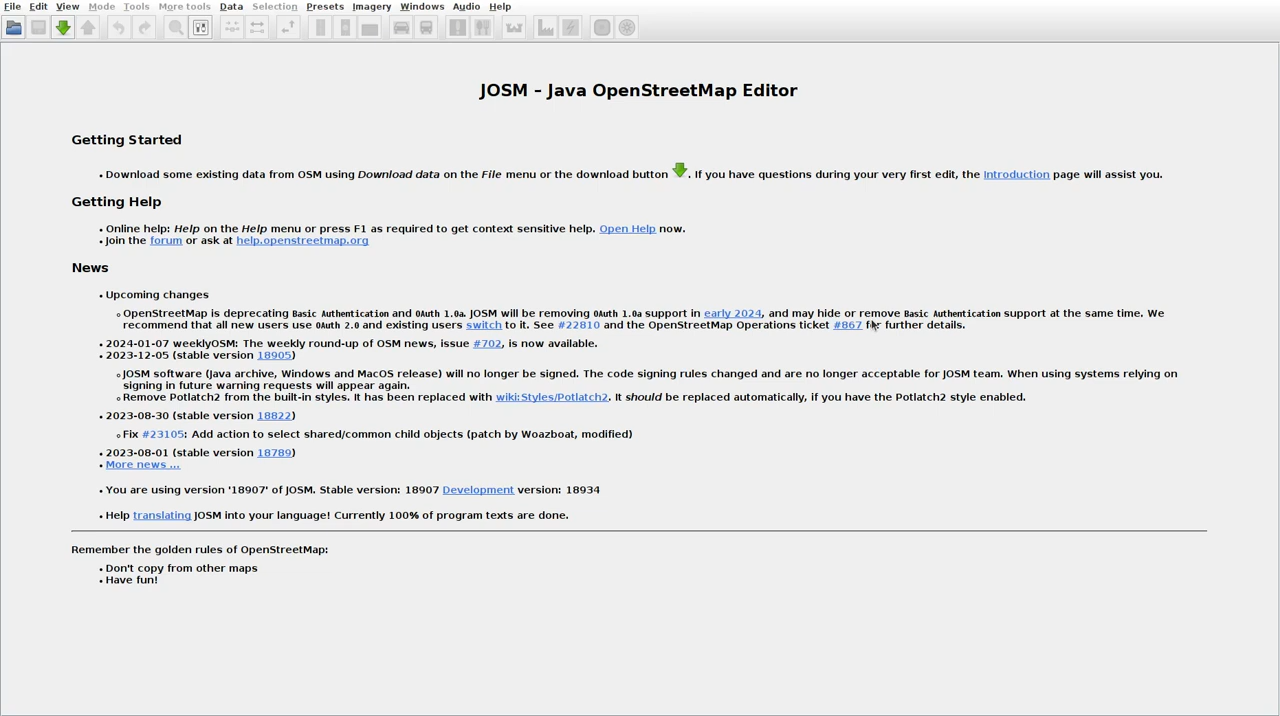 File Edit View Mode Tools More tools Data Selection Presets Imagery Windows Audio Help
JOSM – Java OpenStreetMap Editor
Getting Started
Download some existing data from OSM using Download data on the File menu or the download button . If you have questions during your very first edit, the Introduction page will assist you.
Getting Help
Online help: Help on the Help menu or press F1 as required to get context sensitive help. Open Help now.
Join the forum or ask at help.openstreetmap.org
News
Upcoming changes
OpenStreetMap is deprecating Basic Authentication and OAuth 1.0a. JOSM will be removing OAuth 1.0a support in early 2024, and may hide or remove Basic Authentication support at the same time. We
recommend that all new users use OAuth 2.0 and existing users switch to it. See #22810 and the OpenStreetMap Operations ticket #867 for further details.
2024-01-07 weeklyOSM: The weekly round-up of OSM news, issue #702, is now available.
2023-12-05 (stable version 18905)
JOSM software (Java archive, Windows and MacOS release) will no longer be signed. The code signing rules changed and are no longer acceptable for JOSM team. When using systems relying on
signing in future warning requests will appear again.
Remove Potlatch2 from the built-in styles. It has been replaced with wiki:Styles/Potlatch2. It should be replaced automatically, if you have the Potlatch2 style enabled.
2023-08-30 (stable version 18822)
Fix #23105: Add action to select shared/common child objects (patch by Woazboat, modified)
2023-08-01 (stable version 18789)
More news ...
You are using version '18907' of JOSM. Stable version: 18907 Development version: 18934
Help translating JOSM into your language! Currently 100% of program texts are done.
Remember the golden rules of OpenStreetMap:
Don't copy from other maps
Have fun!